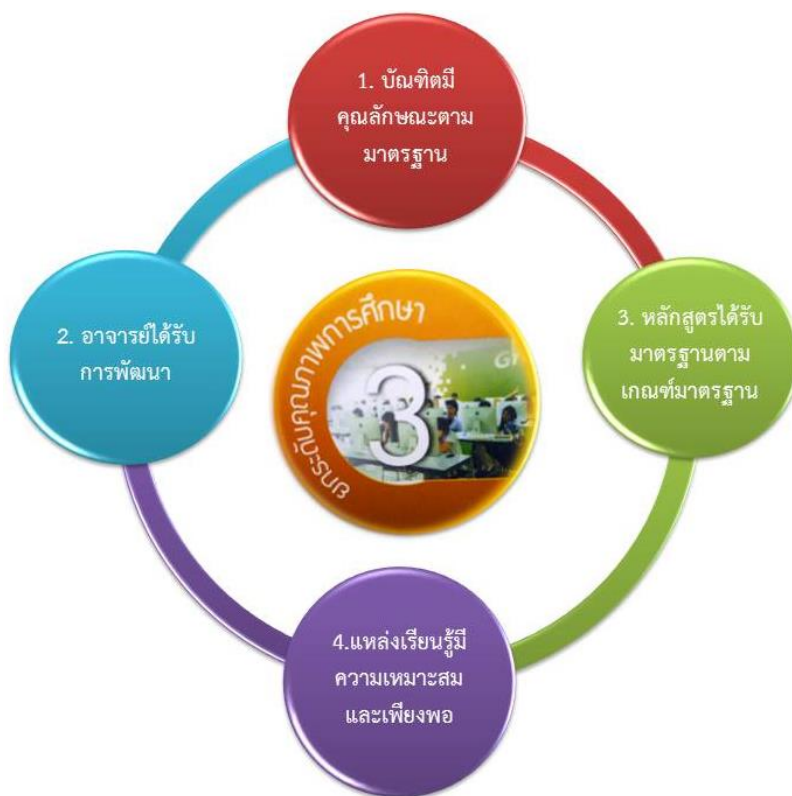 1. บัณฑิตมี
คุณลักษณะตาม
มาตรฐาน
2. อาจารย์ได้รับ
การพัฒนา
ยกระดับคุณภาพการศึกษา
3
3. หลักสูตรได้รับ
มาตรฐานตาม
เกณฑ์มาตรฐาน
4.แหล่งเรียนรู้มี
ความเหมาะสม
และเพียงพอ